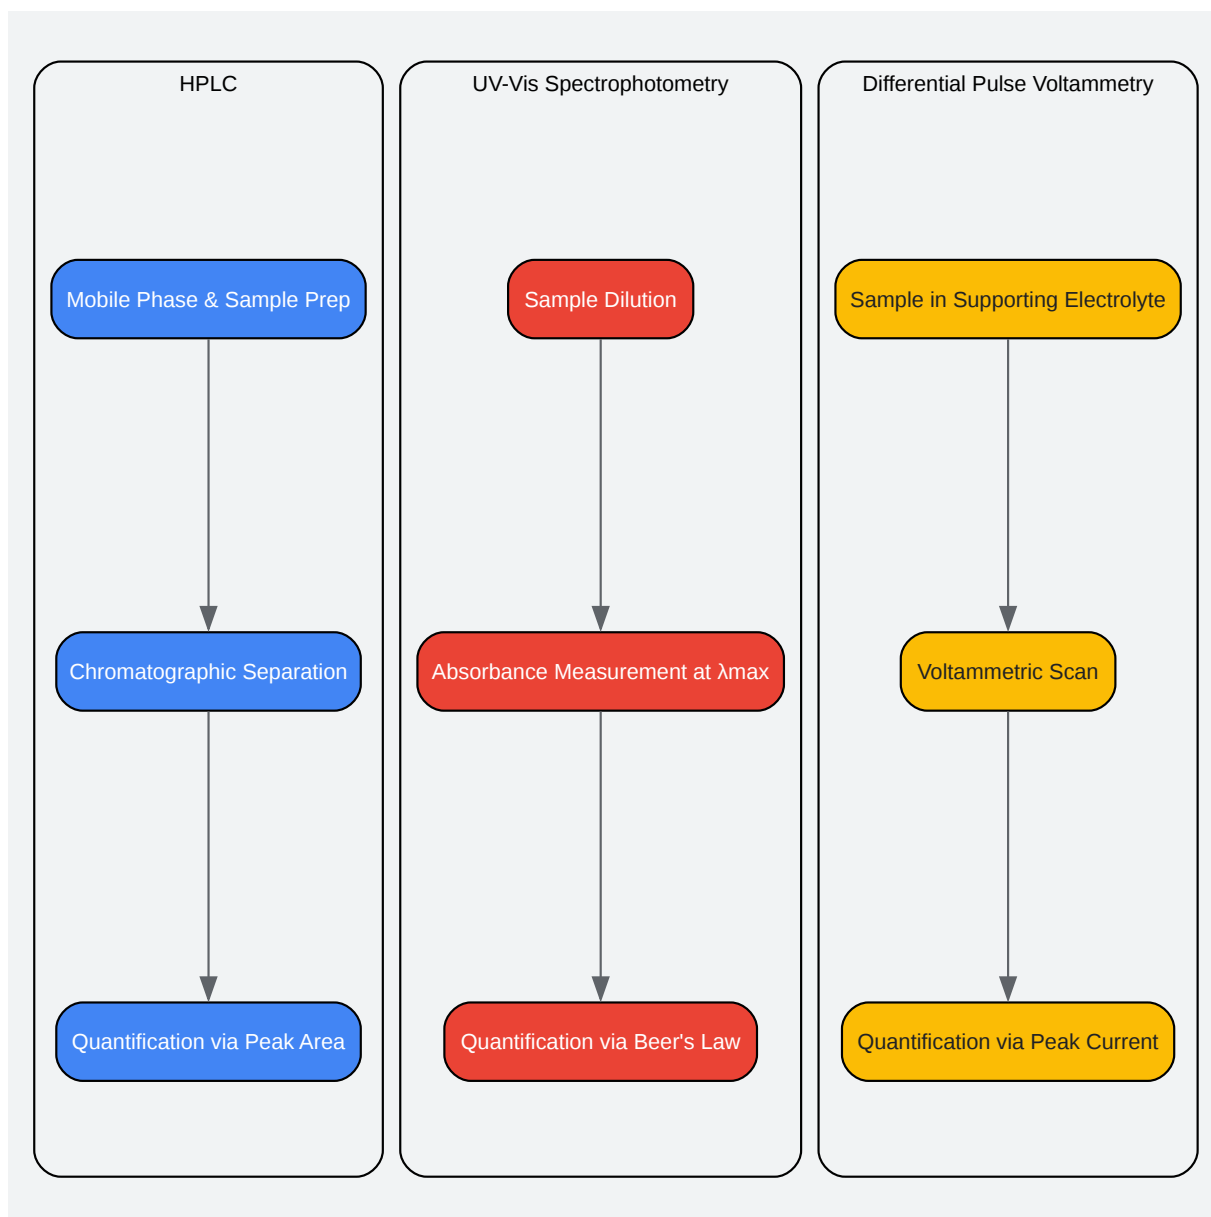 HPLC
Mobile Phase & Sample Prep
Chromatographic Separation
Quantification via Peak Area
UV-Vis Spectrophotometry
Sample Dilution
Absorbance Measurement at λmax
Quantification via Beer's Law
Differential Pulse Voltammetry
Sample in Supporting Electrolyte
Voltammetric Scan
Quantification via Peak Current